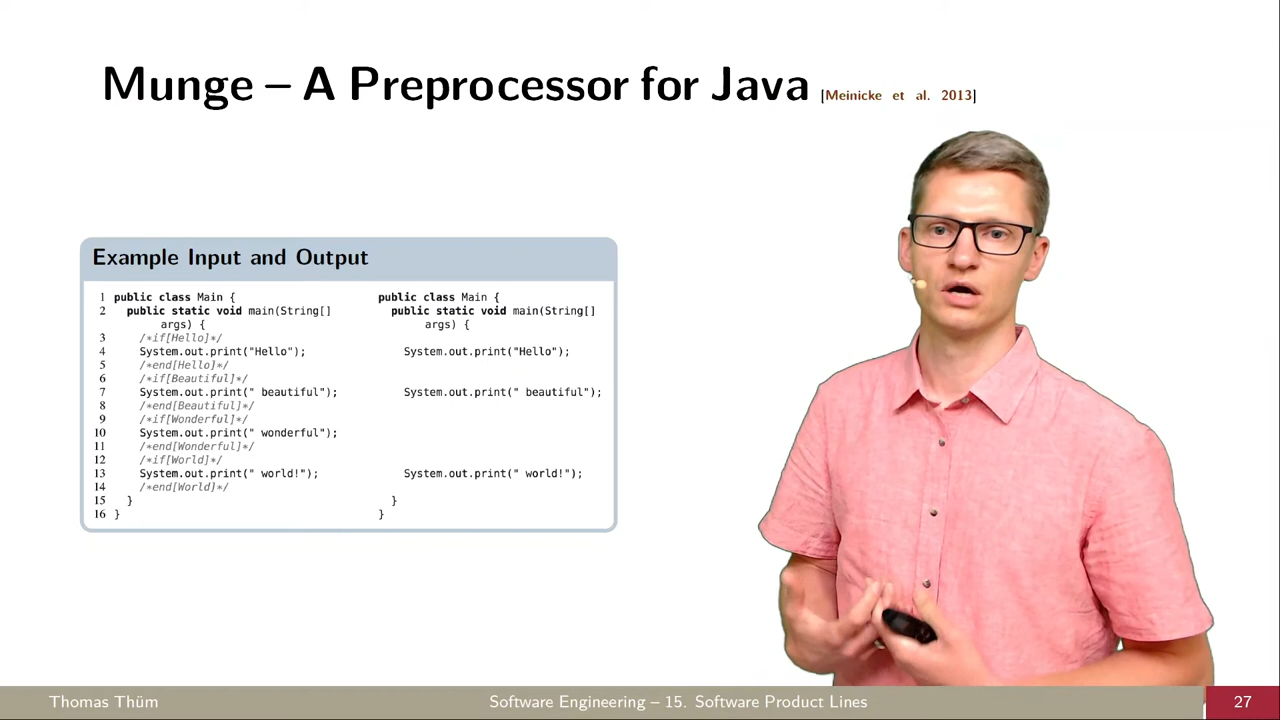 Munge – A Preprocessor for Java [Meinicke et al. 2013]
Example Input and Output
1 public class Main {
2 public static void main(String[]
args) {
3 /*if[Hello]*/
4 System.out.print("Hello");
5 /*end[Hello]*/
6 /*if[Beautiful]*/
7 System.out.print(" beautiful");
8 /*end[Beautiful]*/
9 /*if[Wonderful]*/
10 System.out.print(" wonderful");
11 /*end[Wonderful]*/
12 /*if[World]*/
13 System.out.print(" world!");
14 /*end[World]*/
15 }
16 }
public class Main {
public static void main(String[]
args) {
System.out.print("Hello");
System.out.print(" beautiful");
System.out.print(" world!");
}
}
Thomas Thüm
Software Engineering – 15. Software Product Lines
27